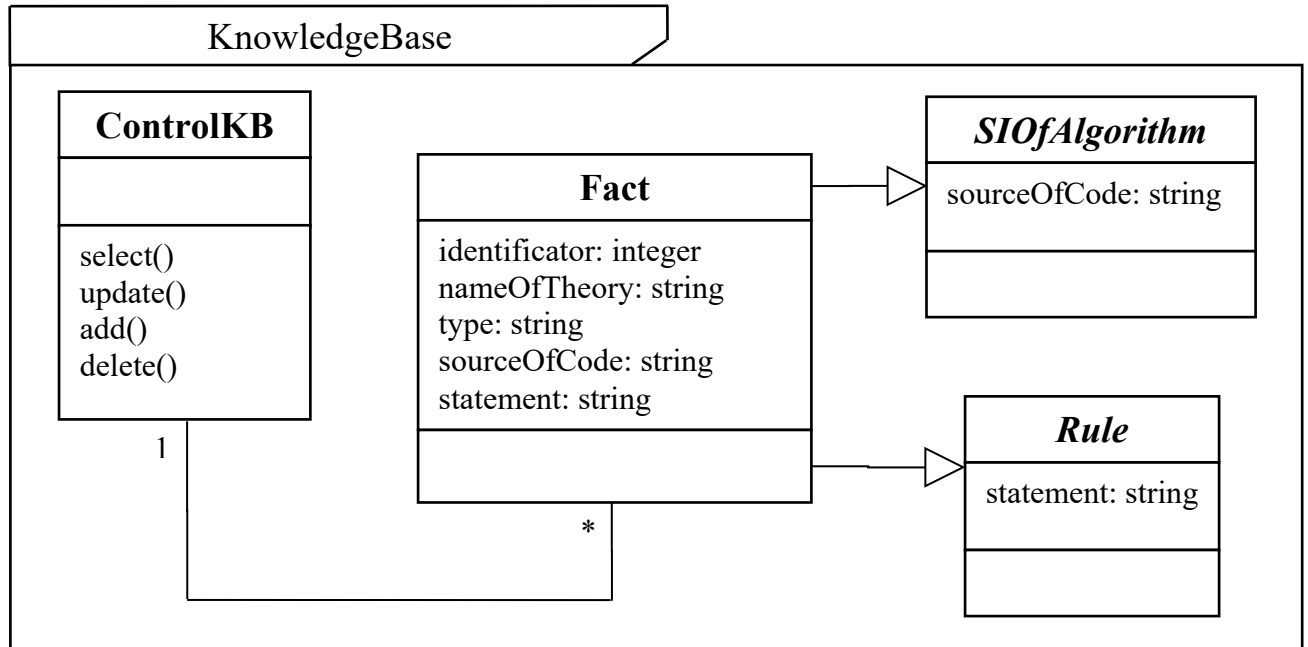 KnowledgeBase
ControlKB
select()
update()
add()
delete()
1
Fact
identificator: integer
nameOfTheory: string
type: string
sourceOfCode: string
statement: string
*
SIOfAlgorithm
sourceOfCode: string
Rule
statement: string